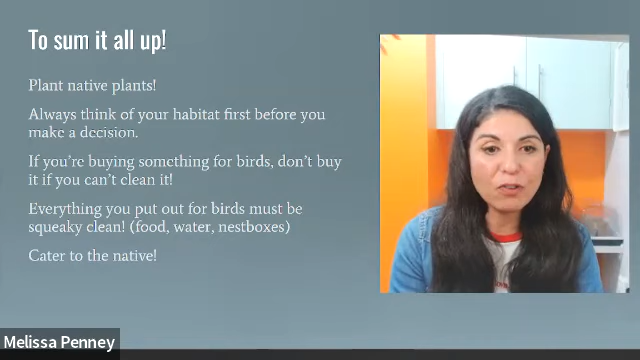 To sum it all up!
Plant native plants!
Always think of your habitat first before you
make a decision.
If you're buying something for birds, don't buy
it if you can't clean it!
Everything you put out for birds must be
squeaky clean! (food, water, nestboxes)
Cater to the native!
Melissa Penney